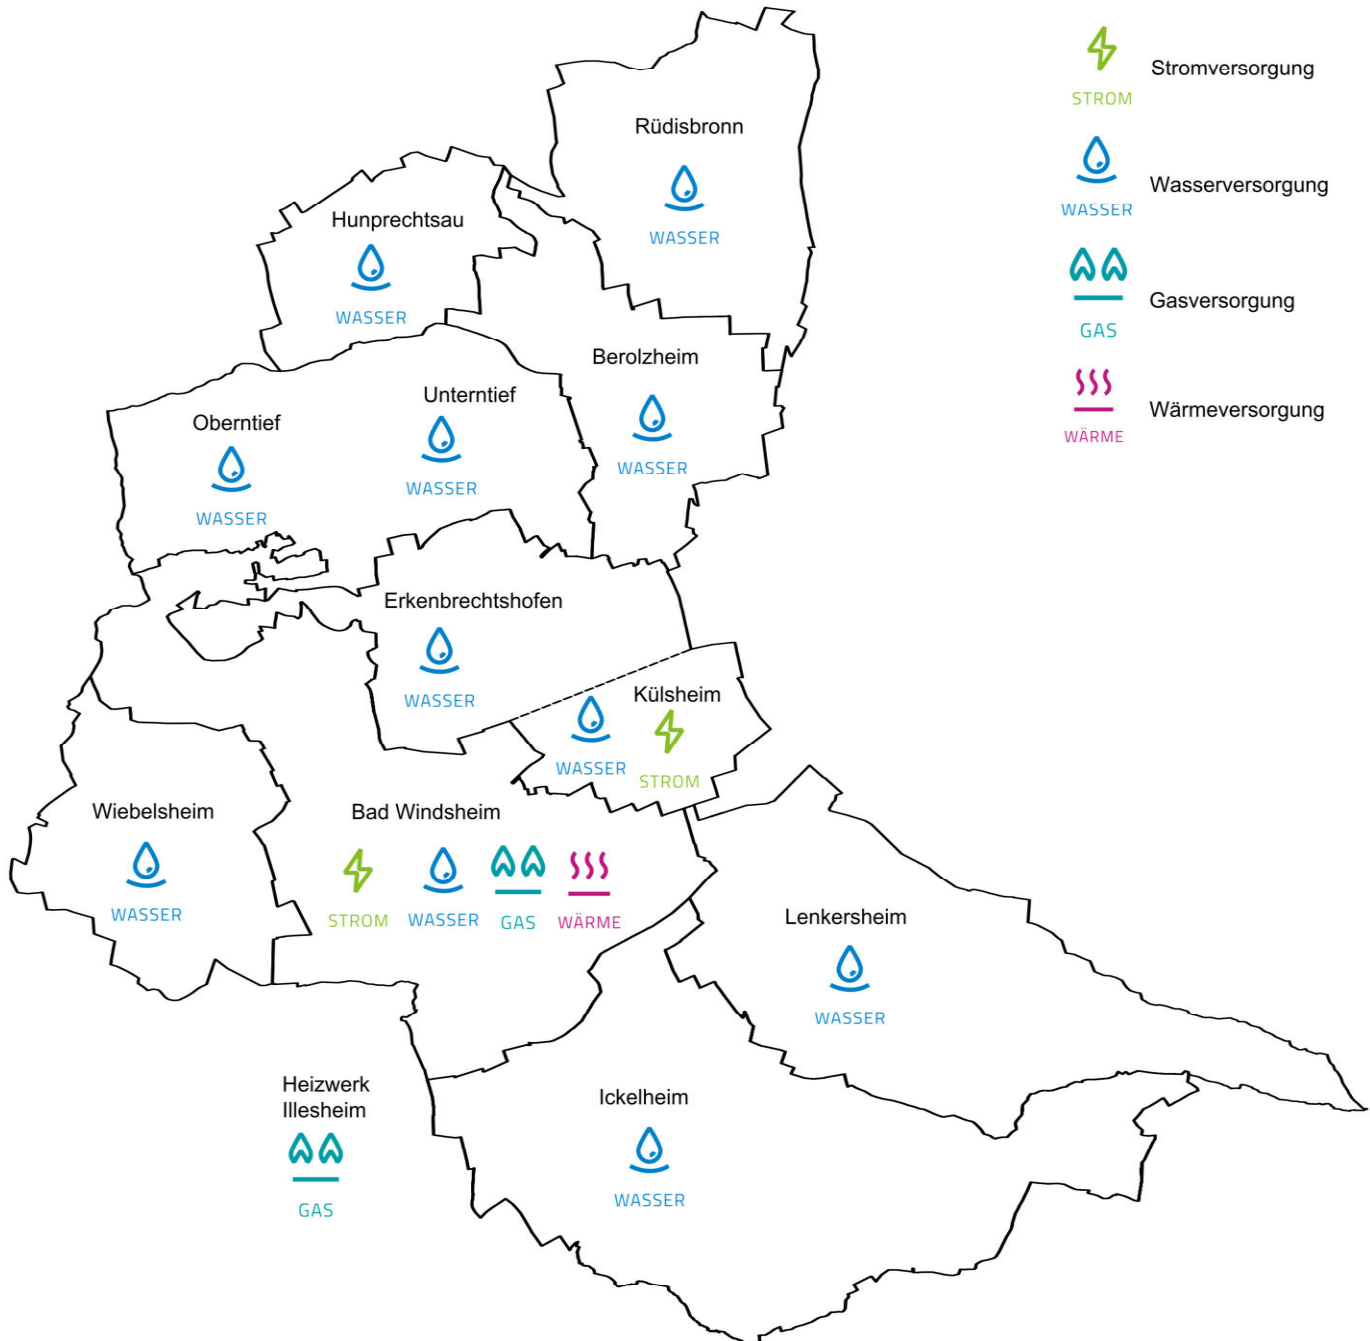 STROM
Stromversorgung
WASSER
Wasserversorgung
GAS
Gasversorgung
WÄRME
Wärmeversorgung
Rüdisbronn
WASSER
Hunprechtsau
WASSER
Berolzheim
WASSER
Unterntief
WASSER
Oberntief
WASSER
Erkenbrechtshofen
WASSER
Külsheim
WASSER
STROM
Wiebelsheim
WASSER
Bad Windsheim
STROM
WASSER
GAS
WÄRME
Lenkersheim
WASSER
Heizwerk
Illesheim
GAS
Ickelheim
WASSER